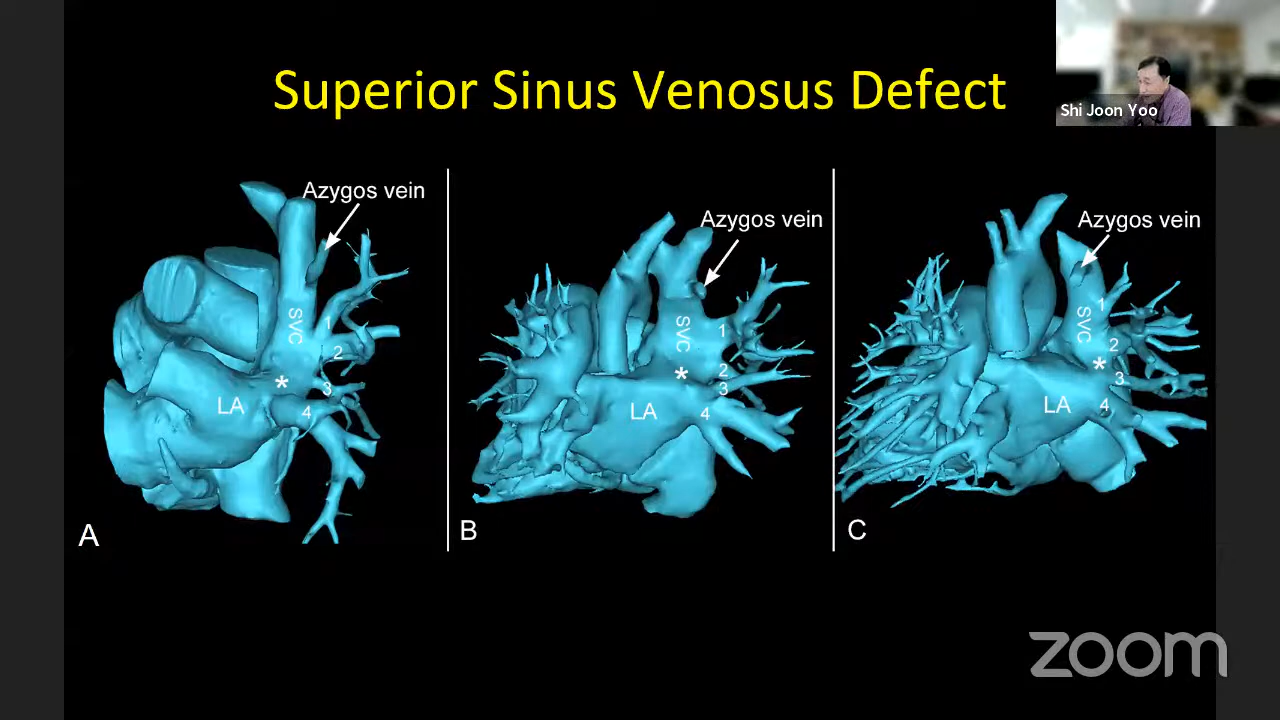 Superior Sinus Venosus Defect
Shi Joon Yoo
Azygos vein
SVC
1
2
*
3
LA
4
A
Azygos vein
SVC
1
2
*
3
LA
4
B
Azygos vein
1
SVC
2
*
3
LA
4
C
zoom